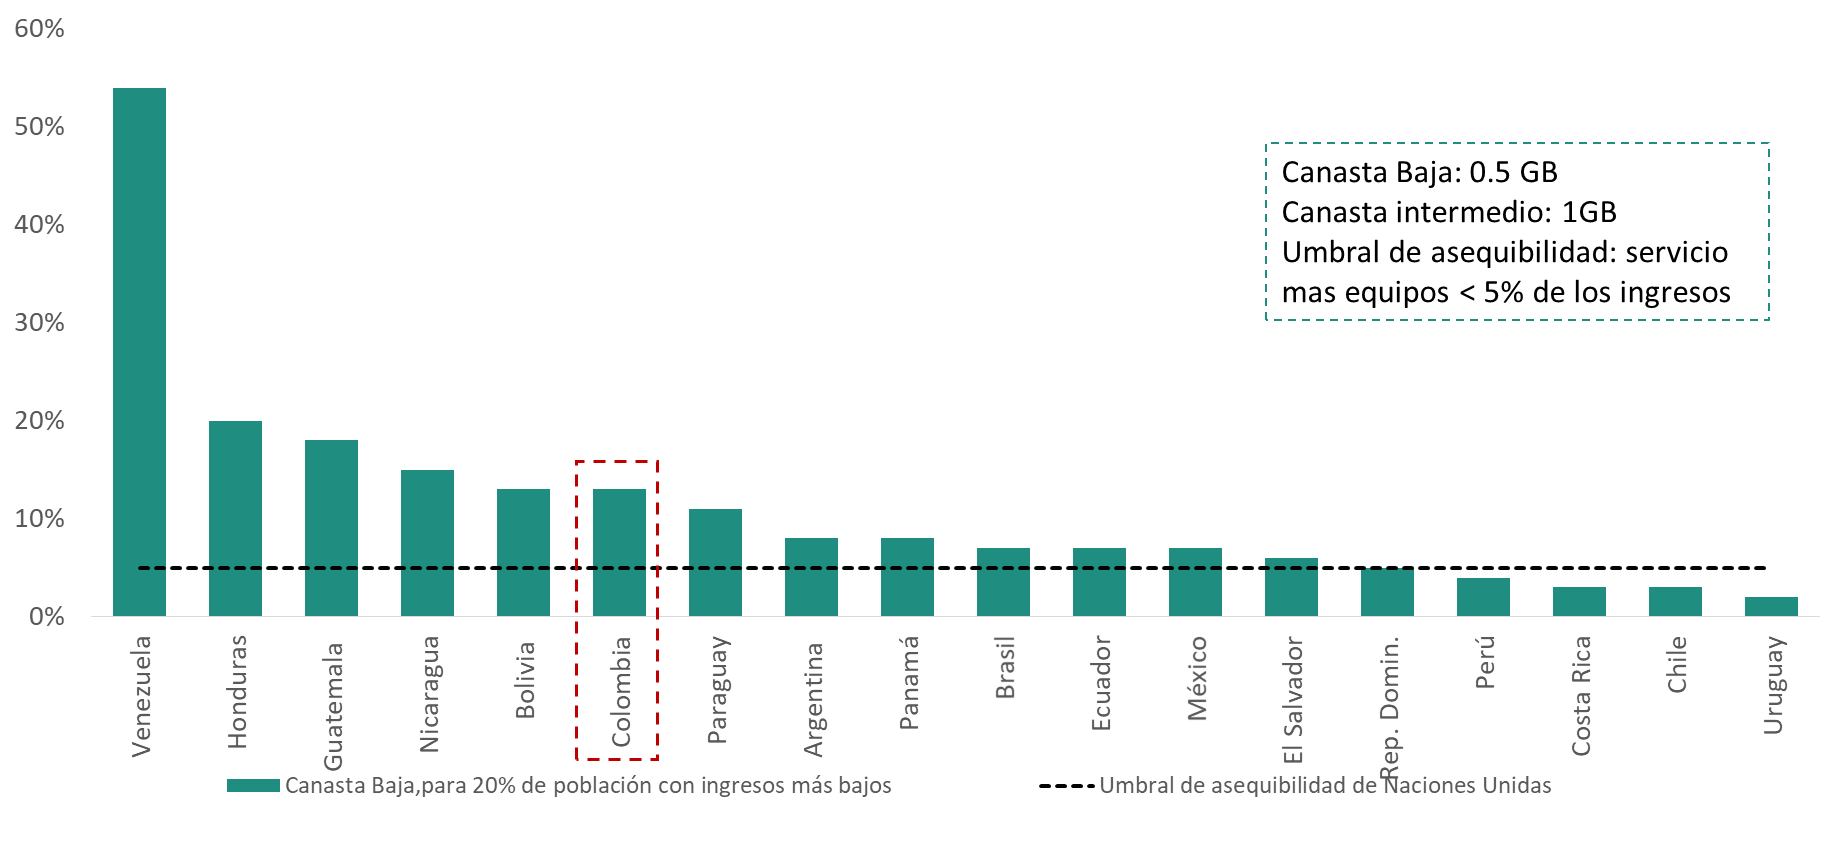 60%
50%
40%
30%
20%
10%
0%
Canasta Baja: 0.5 GB
Canasta intermedio: 1GB
Umbral de asequibilidad: servicio
mas equipos < 5% de los ingresos
Venezuela
Honduras
Guatemala
Nicaragua
Bolivia
Colombia
Paraguay
Argentina
Panamá
Brasil
Ecuador
México
El Salvador
Rep. Domin.
Perú
Costa Rica
Chile
Uruguay
Canasta Baja,para 20% de población con ingresos más bajos
Umbral de asequibilidad de Naciones Unidas